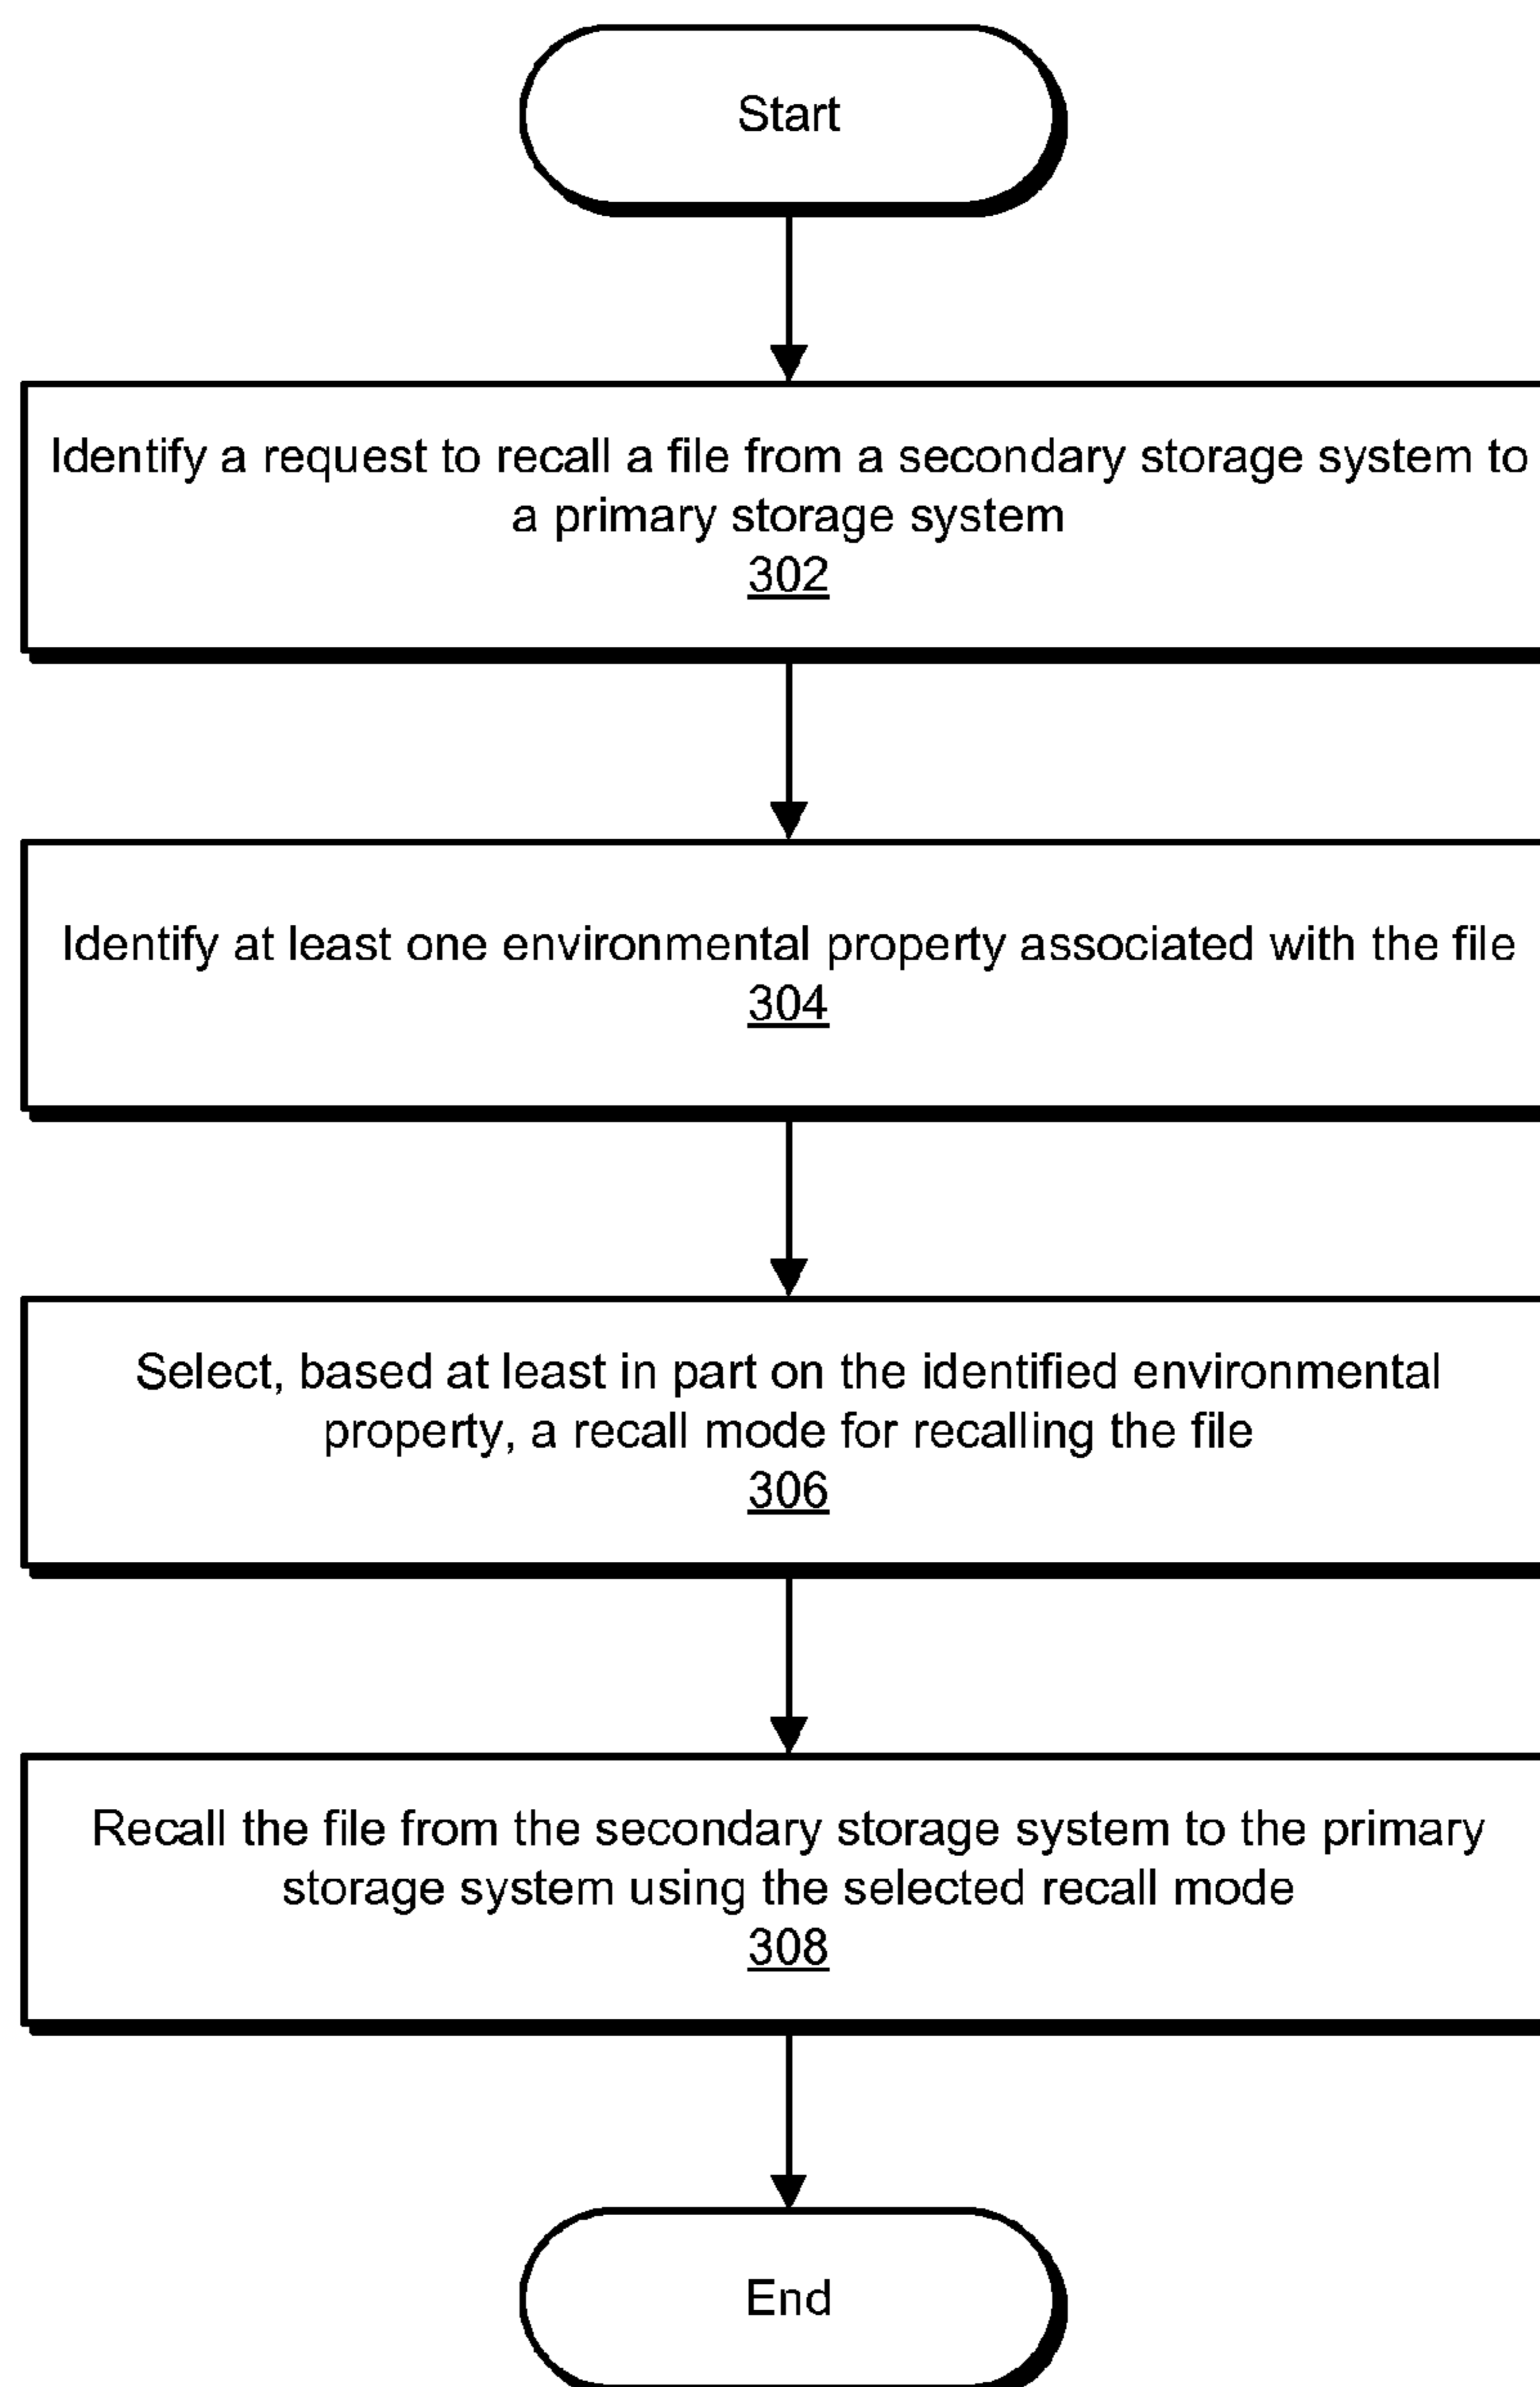 Start
Identify a request to recall a file from a secondary storage system to
a primary storage system
302
Identify at least one environmental property associated with the file
304
Select, based at least in part on the identified environmental
property, a recall mode for recalling the file
306
Recall the file from the secondary storage system to the primary
storage system using the selected recall mode
308
End